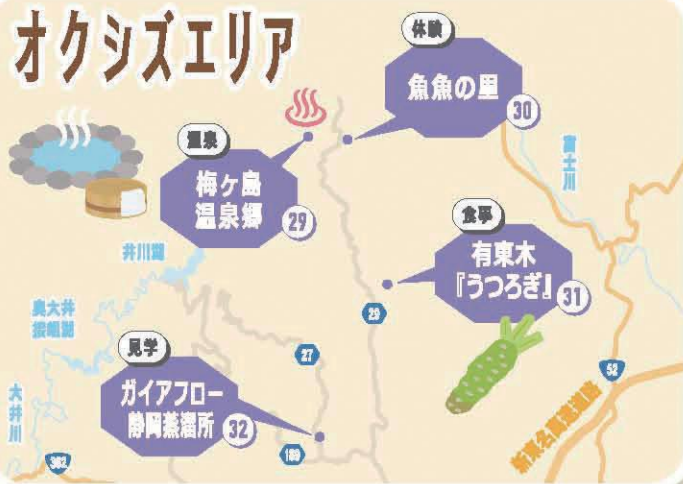 オクシズエリア
体験
魚魚の里
30
温泉
梅ヶ島
温泉郷
29
富士川
食事
有東木
『うつろぎ』
31
井川湖
奥大井
接岨湖
29
27
52
見学
ガイアフロー
静岡蒸溜所
32
大井川
362
189
新東名高速道路